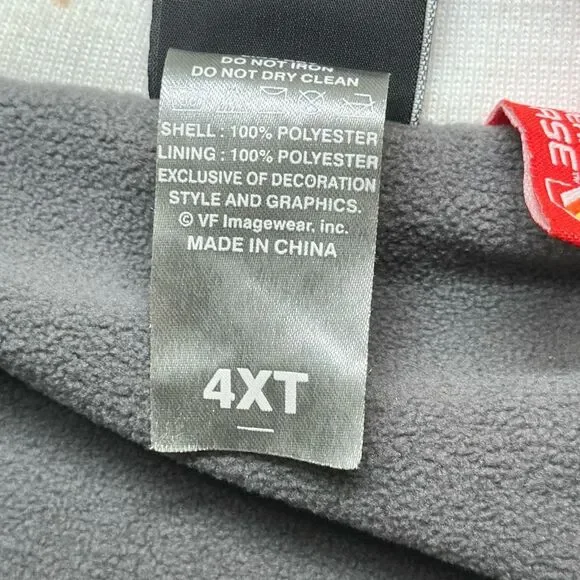 DO NOT IRON
DO NOT DRY CLEAN
SHELL : 100% POLYESTER
LINING : 100% POLYESTER
EXCLUSIVE OF DECORATION
STYLE AND GRAPHICS.
© VF Imagewear, inc.
MADE IN CHINA
4XT
ASE